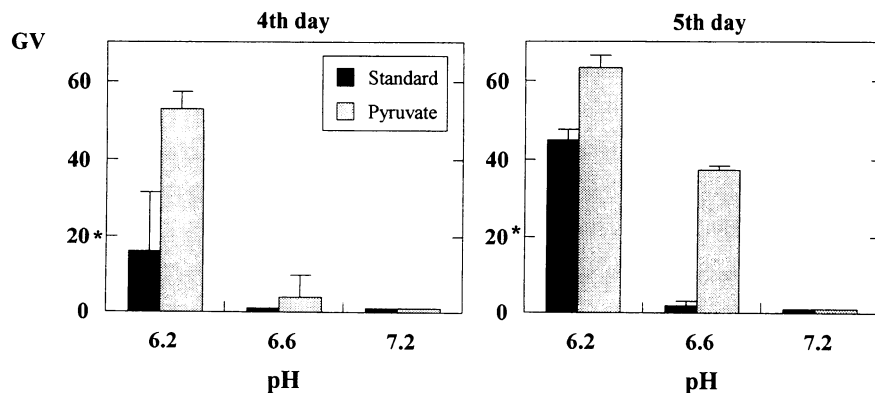 4th day
GV
60
40
20*
0
Standard
Pyruvate
6.2 6.6 7.2
pH
5th day
60
40
20*
0
6.2 6.6 7.2
pH